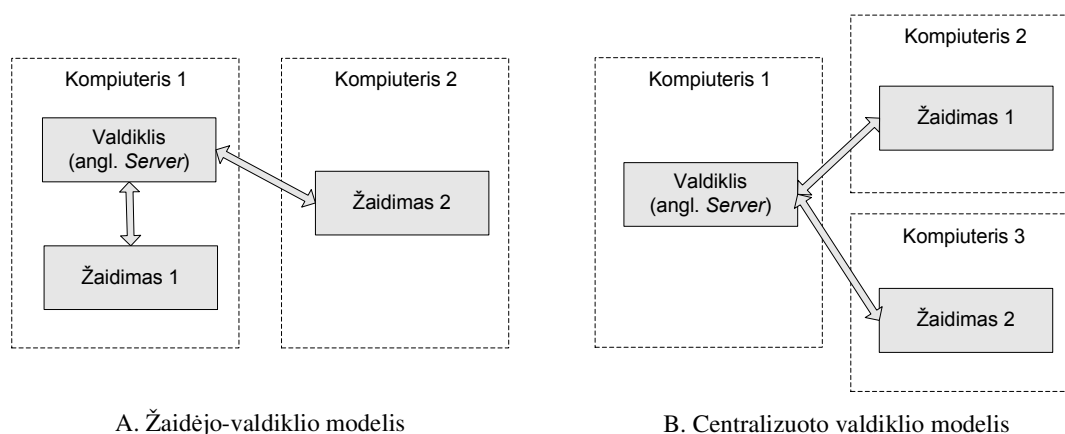 Kompiuteris 1
Valdiklis
(angl. Server)
Žaidimas 1
Kompiuteris 2
Žaidimas 2
A. Žaidėjo-valdiklio modelis
Kompiuteris 1
Valdiklis
(angl. Server)
Kompiuteris 2
Žaidimas 1
Kompiuteris 3
Žaidimas 2
B. Centralizuoto valdiklio modelis